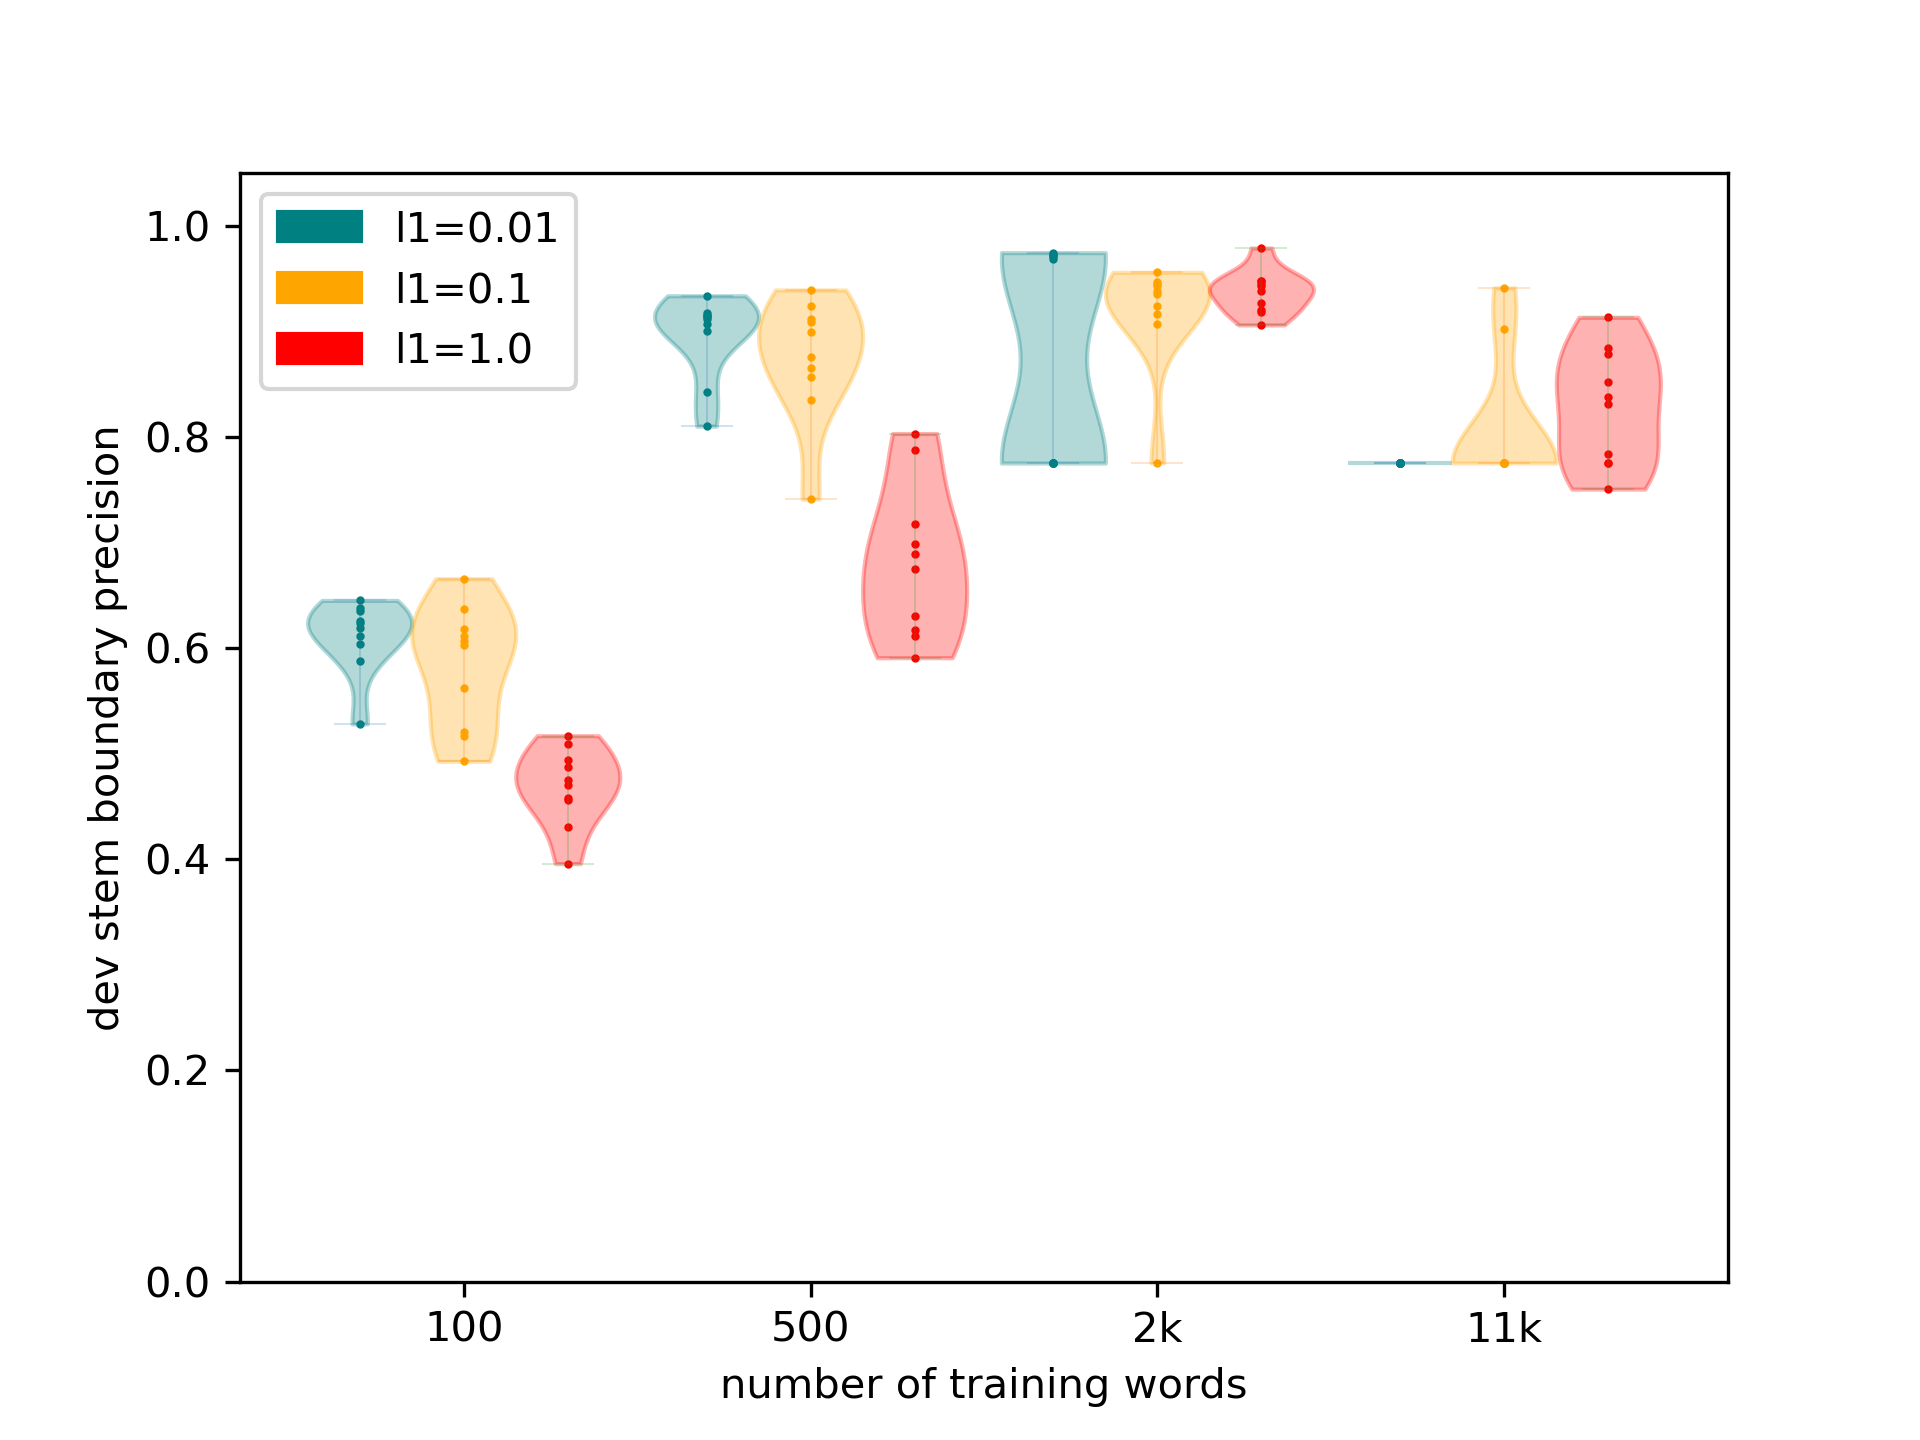 l1=0.01
l1=0.1
l1=1.0
1.0
0.8
0.6
0.4
0.2
0.0
dev stem boundary precision
100 500 2k 11k
number of training words